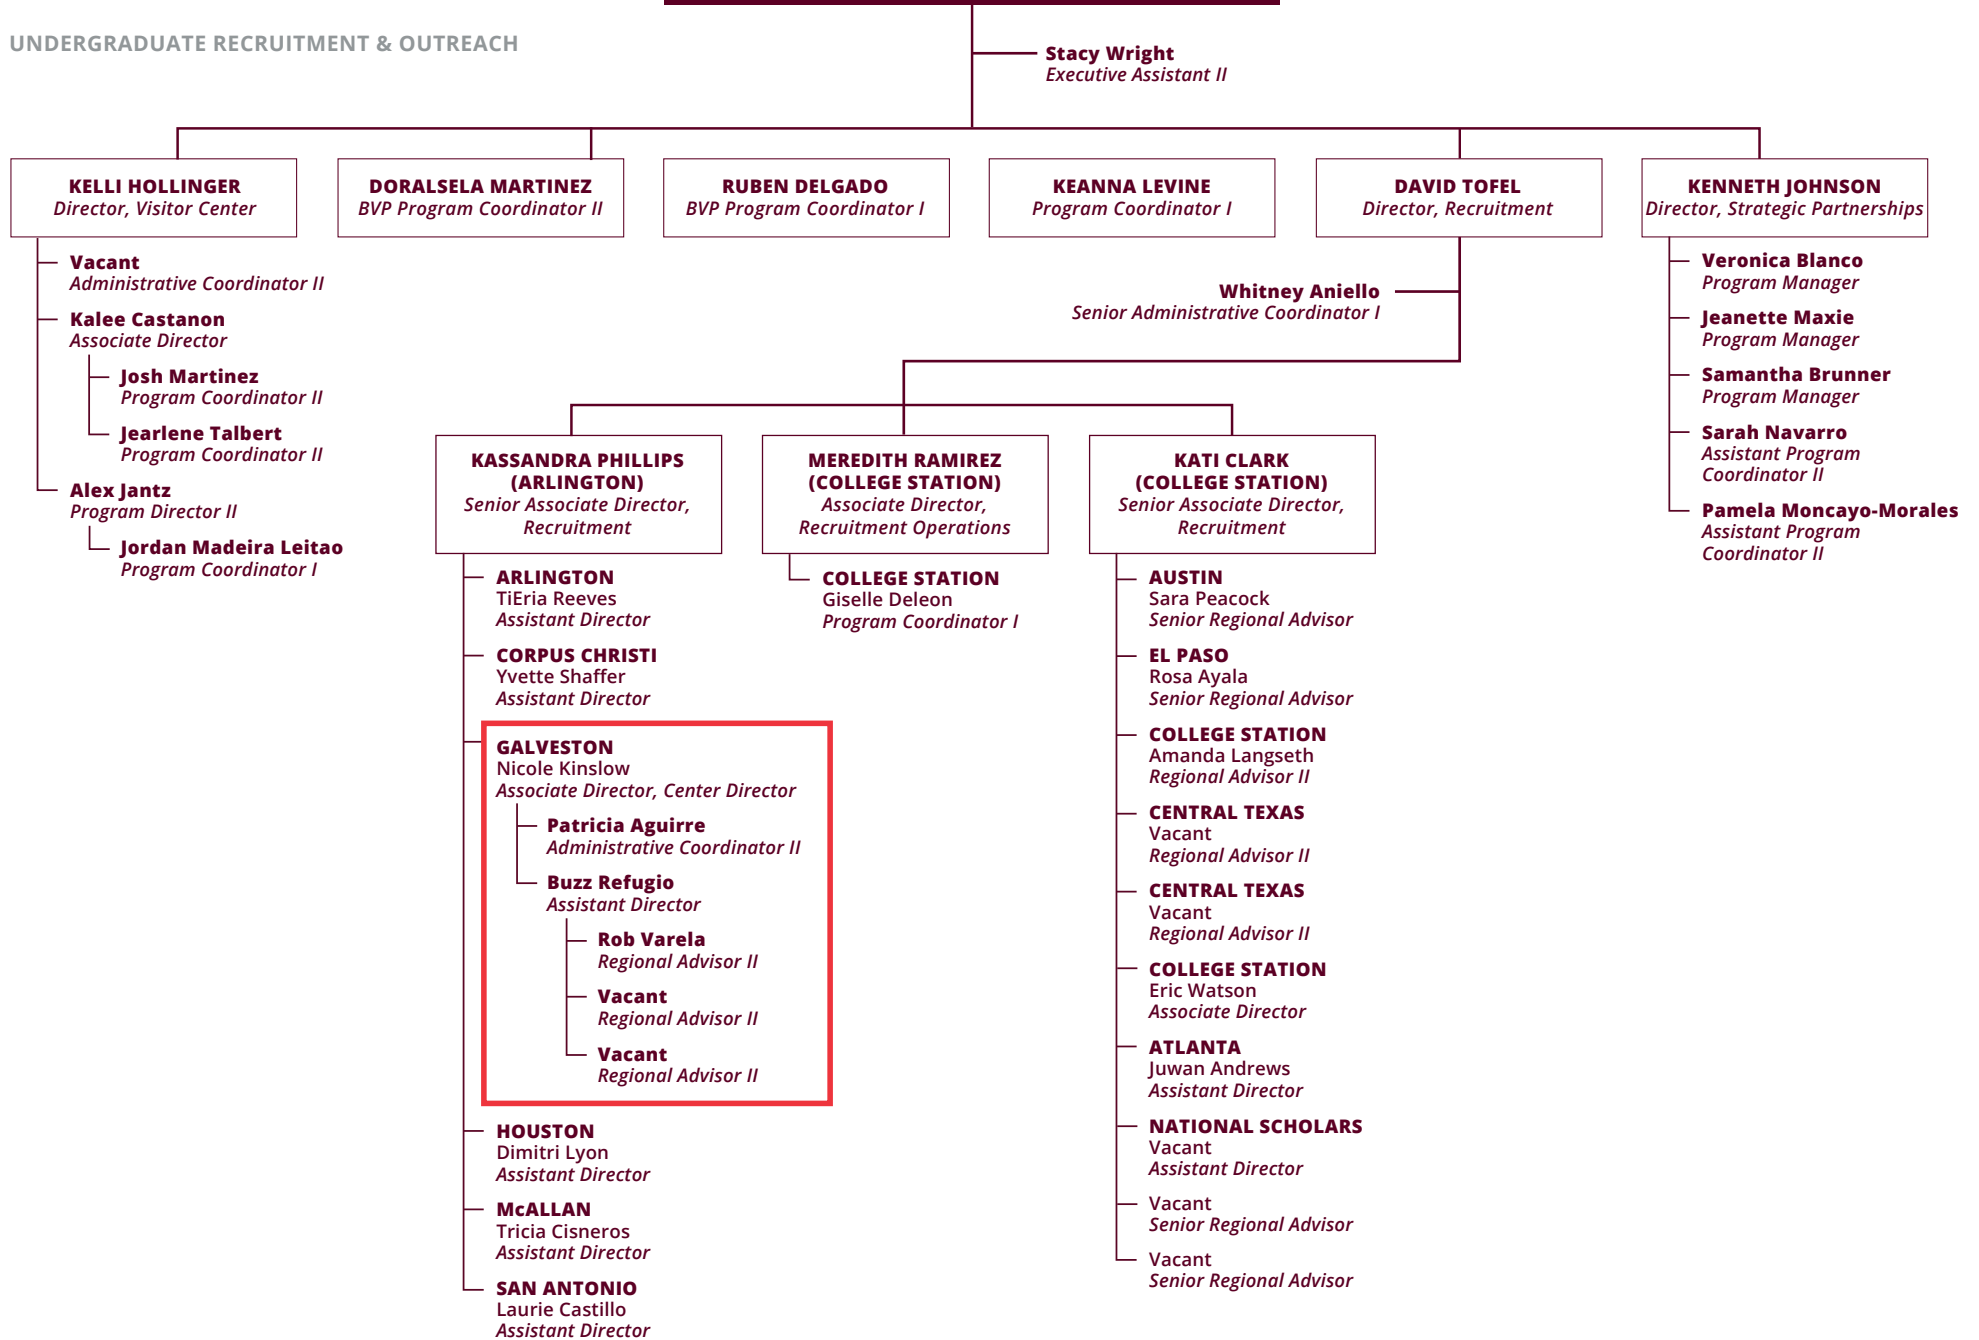 UNDERGRADUATE RECRUITMENT & OUTREACH
Stacy Wright
Executive Assistant II
KELLI HOLLINGER
Director, Visitor Center
DORALSELA MARTINEZ
BVP Program Coordinator II
RUBEN DELGADO
BVP Program Coordinator I
KEANNA LEVINE
Program Coordinator I
DAVID TOFEL
Director, Recruitment
KENNETH JOHNSON
Director, Strategic Partnerships
Vacant
Administrative Coordinator II
Kalee Castanon
Associate Director
Josh Martinez
Program Coordinator II
Jearlene Talbert
Program Coordinator II
Alex Jantz
Program Director II
Jordan Madeira Leitao
Program Coordinator I
Whitney Aniello
Senior Administrative Coordinator I
KASSANDRA PHILLIPS
(ARLINGTON)
Senior Associate Director,
Recruitment
ARLINGTON
TiEria Reeves
Assistant Director
CORPUS CHRISTI
Yvette Shaffer
Assistant Director
GALVESTON
Nicole Kinslow
Associate Director, Center Director
Patricia Aguirre
Administrative Coordinator II
Buzz Refugio
Assistant Director
Rob Varela
Regional Advisor II
Vacant
Regional Advisor II
Vacant
Regional Advisor II
HOUSTON
Dimitri Lyon
Assistant Director
McALLAN
Tricia Cisneros
Assistant Director
SAN ANTONIO
Laurie Castillo
Assistant Director
MEREDITH RAMIREZ
(COLLEGE STATION)
Associate Director,
Recruitment Operations
COLLEGE STATION
Giselle Deleon
Program Coordinator I
KATI CLARK
(COLLEGE STATION)
Senior Associate Director,
Recruitment
AUSTIN
Sara Peacock
Senior Regional Advisor
EL PASO
Rosa Ayala
Senior Regional Advisor
COLLEGE STATION
Amanda Langseth
Regional Advisor II
CENTRAL TEXAS
Vacant
Regional Advisor II
CENTRAL TEXAS
Vacant
Regional Advisor II
COLLEGE STATION
Eric Watson
Associate Director
ATLANTA
Juwan Andrews
Assistant Director
NATIONAL SCHOLARS
Vacant
Assistant Director
Vacant
Senior Regional Advisor
Vacant
Senior Regional Advisor
Veronica Blanco
Program Manager
Jeanette Maxie
Program Manager
Samantha Brunner
Program Manager
Sarah Navarro
Assistant Program
Coordinator II
Pamela Moncayo-Morales
Assistant Program
Coordinator II